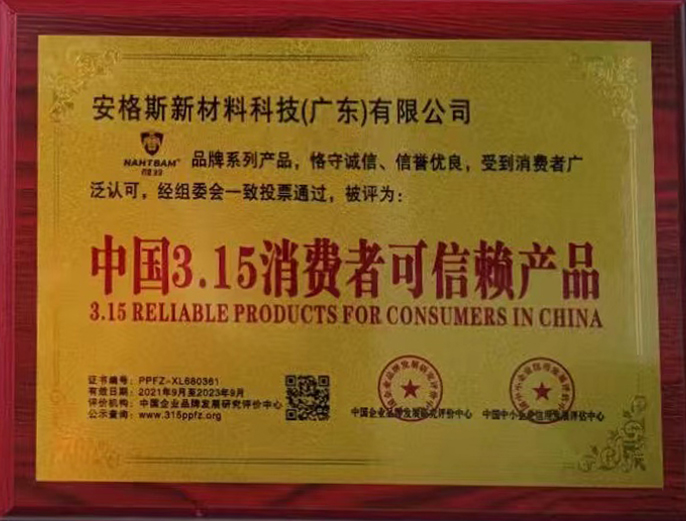 安格斯新材料科技(广东)有限公司
NAHTBAM 品牌系列产品，恪守诚信、信誉优良，受到消费者广
泛认可，经组委会一致投票通过，被评为：
中国3.15消费者可信赖产品
3.15 RELIABLE PRODUCTS FOR CONSUMERS IN CHINA
证书编号：PPFZ-XL680361
有效日期：2021年9月至2023年9月
评价机构：中国企业品牌发展研究评价中心
公示查询：www.315ppfz.org
中国企业品牌发展研究评价中心
中国中小企业信用发展评估中心